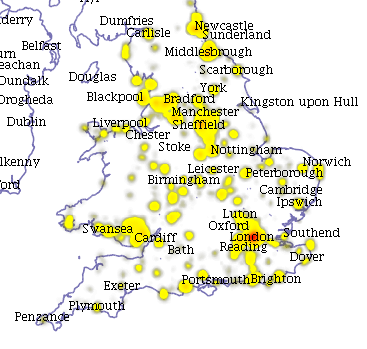 Dumfries
Newcastle
Carlisle
Sunderland
derry
Belfast
Middlesbrough
eachan
Scarborough
Dundalk
Douglas
York
Drogheda
Blackpool
Bradford
Kingston upon Hull
Manchester
Dublin
Liverpool
Sheffield
Chester
Stoke
Nottingham
lkenny
Norwich
Leicester
Peterborough
Birmingham
Cambridge
Ipswich
Luton
Swansea
Oxford
Southend
Cardiff
London
Bath
Reading
Dover
Exeter
Portsmouth
Brighton
Plymouth
Penzance